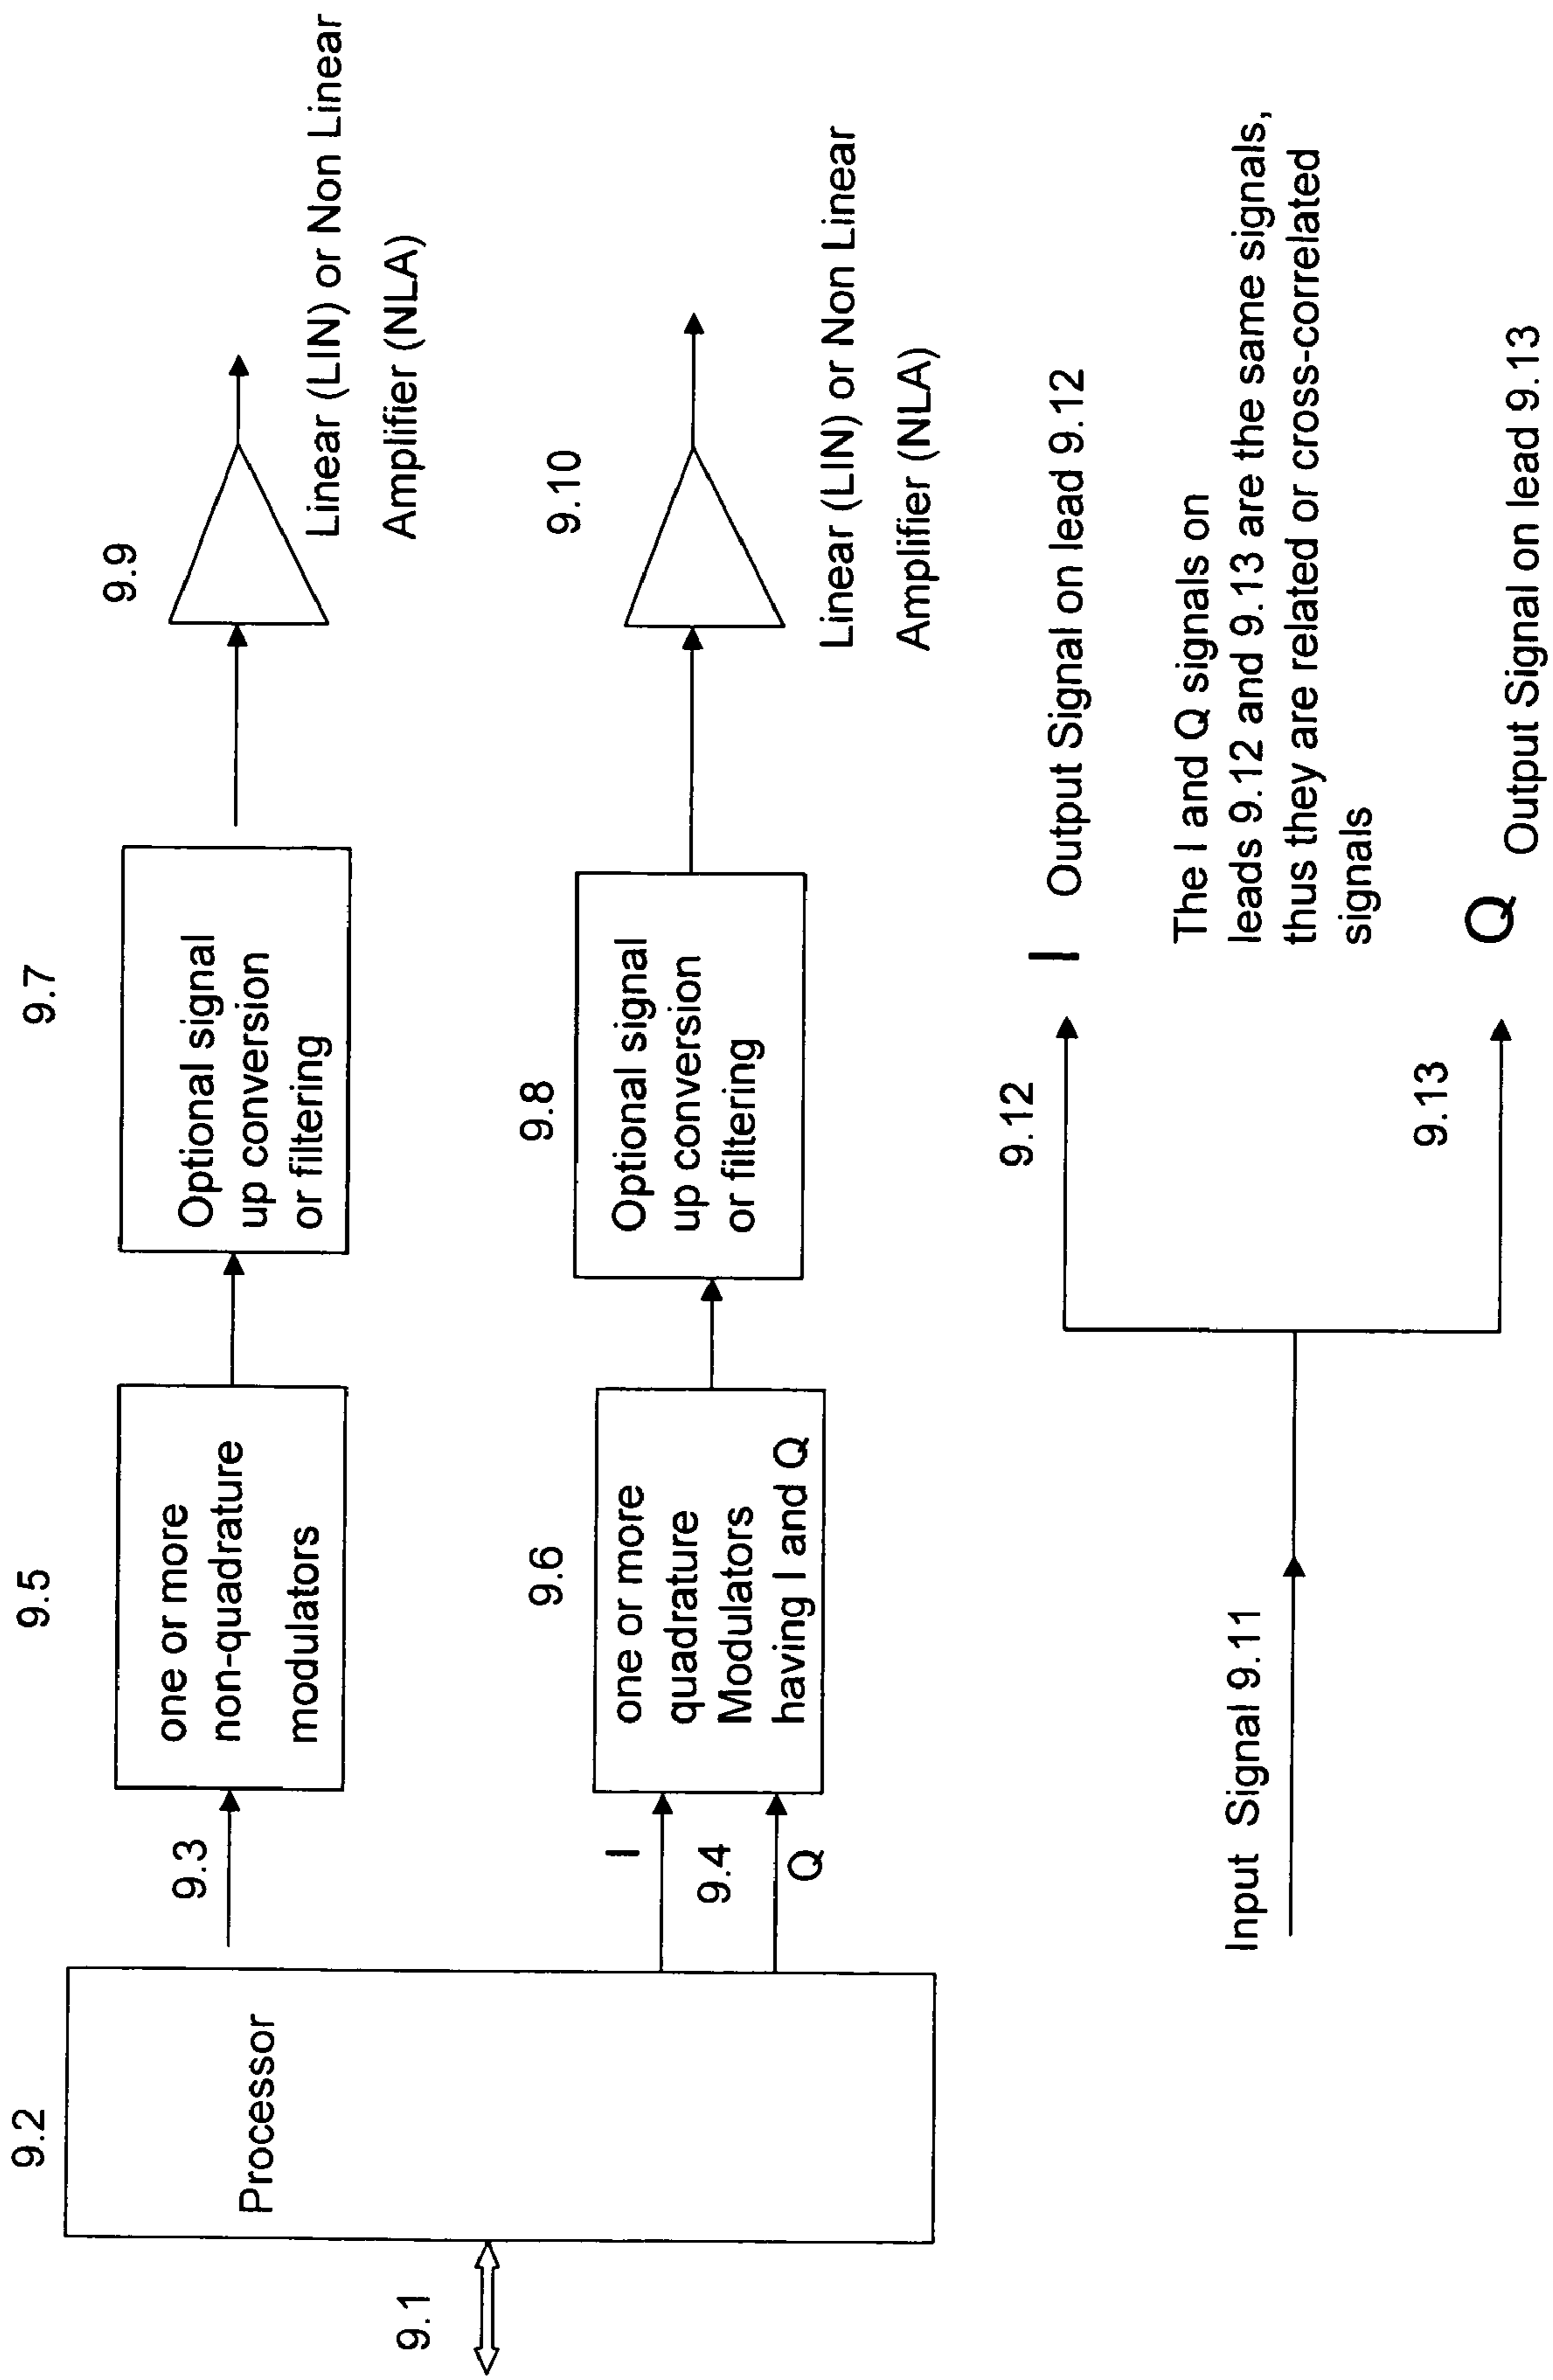 9.2
9.5
9.7
9.9
9.1
Processor
9.3
one or more
non-quadrature
modulators
Optional signal
up conversion
or filtering
Linear (LIN) or Non Linear
Amplifier (NLA)
I
9.4
Q
9.6
one or more
quadrature
Modulators
having I and Q
9.8
Optional signal
up conversion
or filtering
9.10
Linear (LIN) or Non Linear
Amplifier (NLA)
Input Signal 9.11
9.12
I Output Signal on lead 9.12
The I and Q signals on
leads 9.12 and 9.13 are the same signals,
thus they are related or cross-correlated
signals
9.13
Q Output Signal on lead 9.13